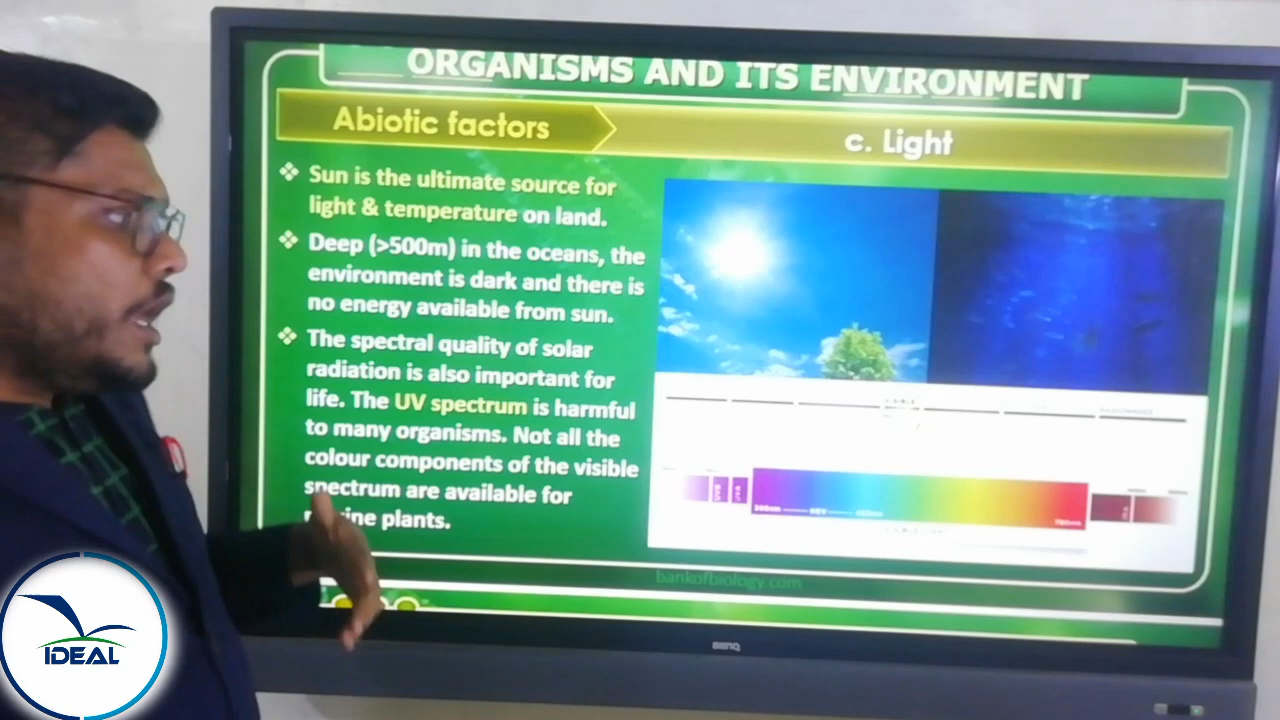 ORGANISMS AND ITS ENVIRONMENT
Abiotic factors
c. Light
❖ Sun is the ultimate source for
light & temperature on land.
❖ Deep (>500m) in the oceans, the
environment is dark and there is
no energy available from sun.
❖ The spectral quality of solar
radiation is also important for
life. The UV spectrum is harmful
to many organisms. Not all the
colour components of the visible
spectrum are available for
plants.
UVB
UVA
bankofbiology.com
BenQ
IDEAL